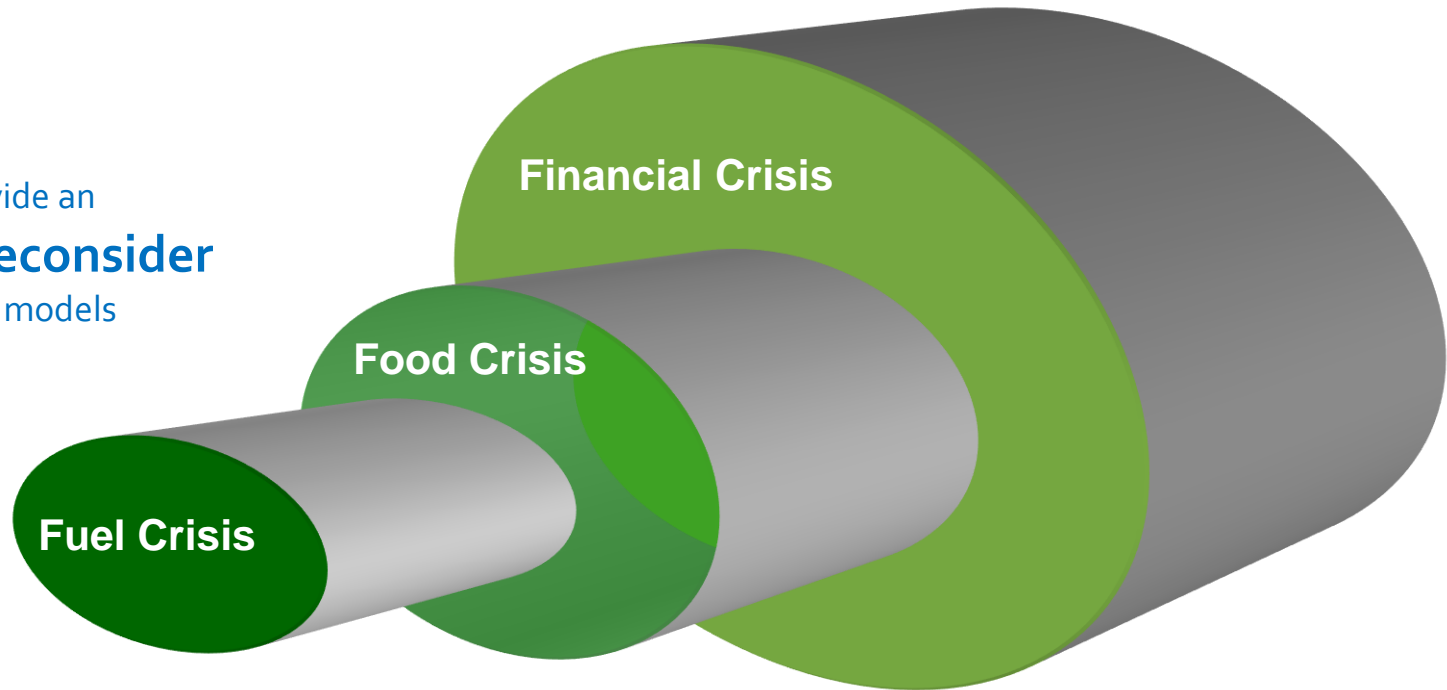 Financial Crisis
vide an
econsider
models
Food Crisis
Fuel Crisis